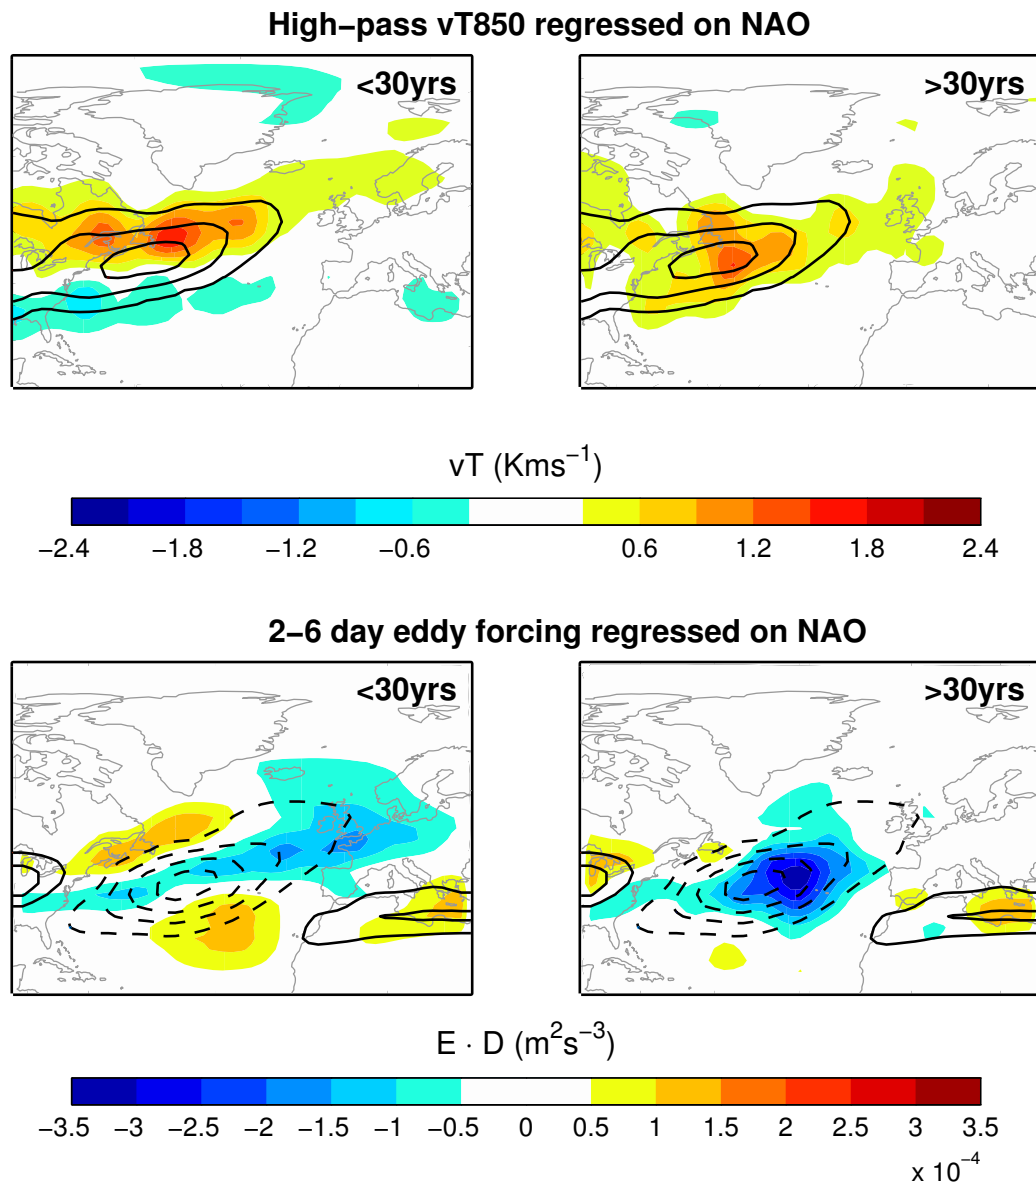 High−pass vT850 regressed on NAO
<30yrs >30yrs
vT (Kms⁻¹)
−2.4 −1.8 −1.2 −0.6 0.6 1.2 1.8 2.4
2−6 day eddy forcing regressed on NAO
<30yrs >30yrs
E · D (m²s⁻³)
−3.5 −3 −2.5 −2 −1.5 −1 −0.5 0 0.5 1 1.5 2 2.5 3 3.5
x 10⁻⁴